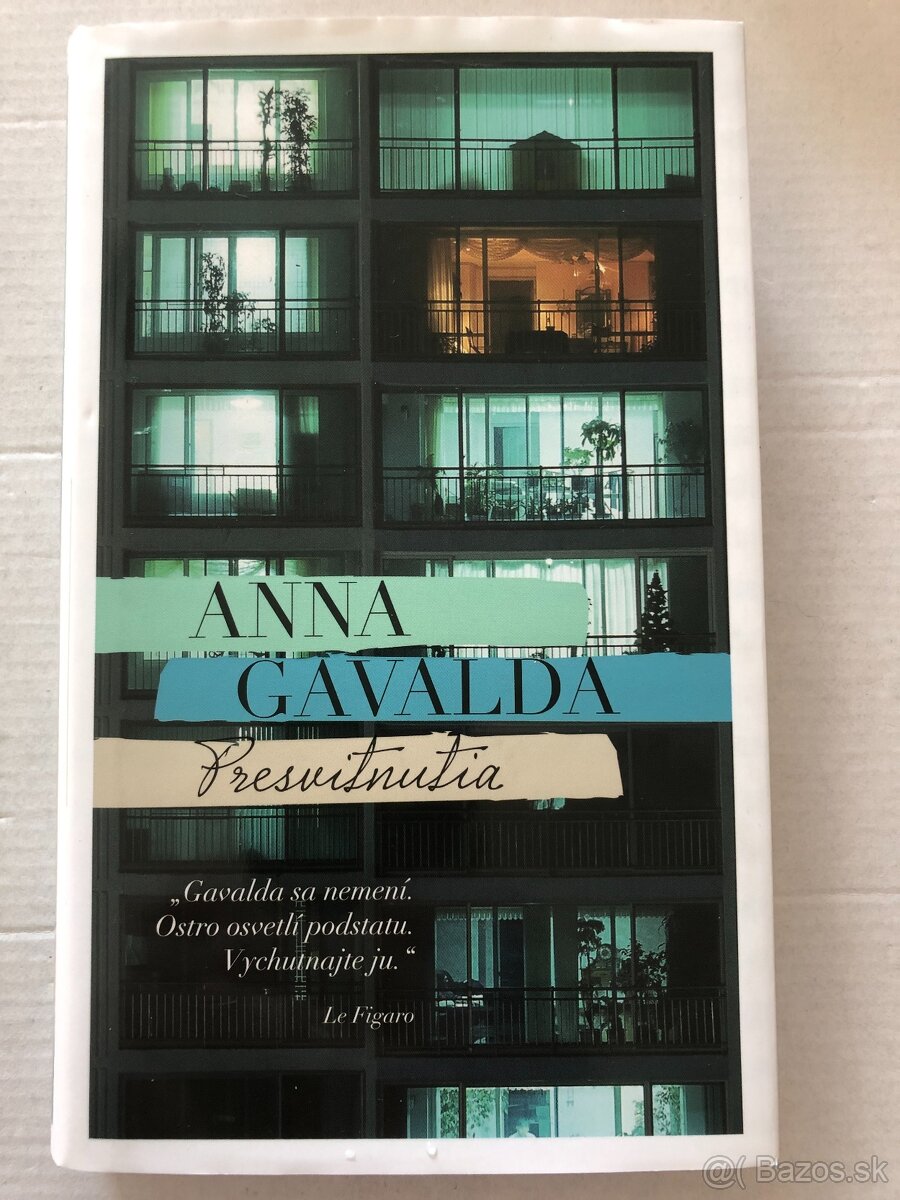 ANNA
GAVALDA
Presvitnutia
„Gavalda sa nemení.
Ostro osvetlí podstatu.
Vychutnajte ju.“
Le Figaro
@( Bazos.sk